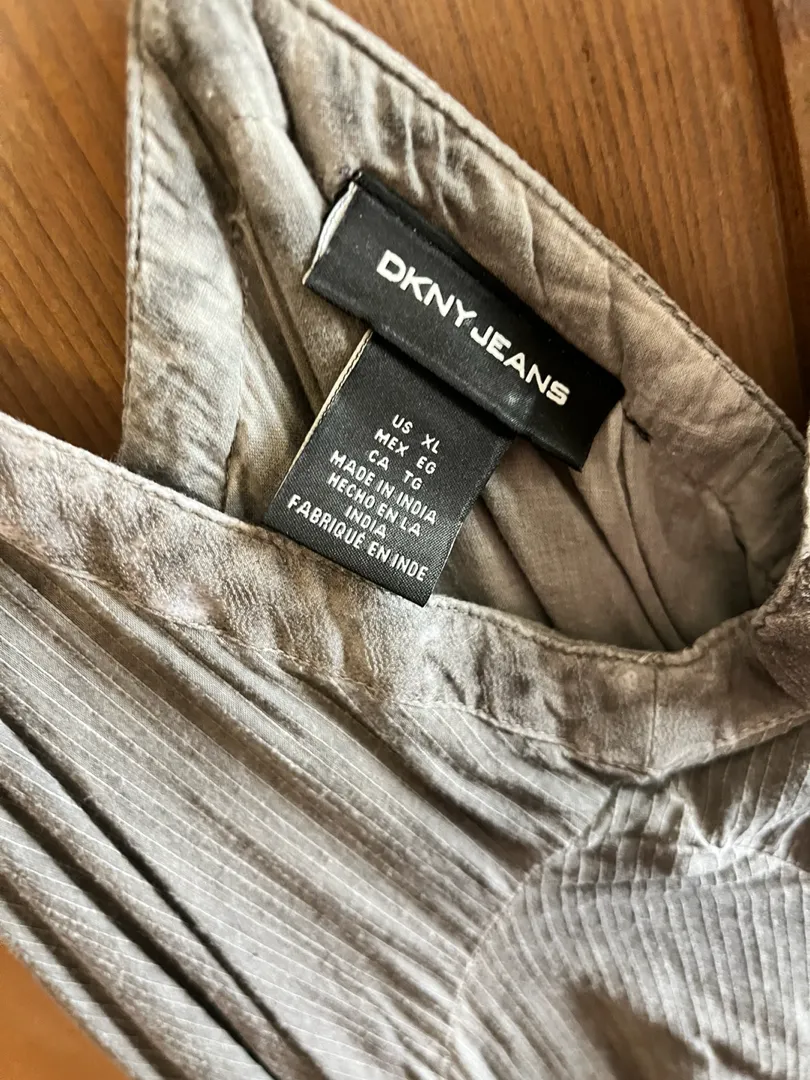 DKNY JEANS
US XL
MEX EG
CA TG
MADE IN INDIA
HECHO EN LA
INDIA
FABRIQUÉ EN INDE